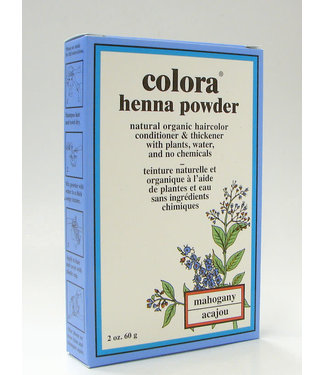 colora®
henna powder
natural organic haircolor
conditioner & thickener
with plants, water,
and no chemicals
teinture naturelle et
organique à l'aide
de plantes et eau
sans ingrédients
chimiques
mahogany
acajou
2 oz. 60 g